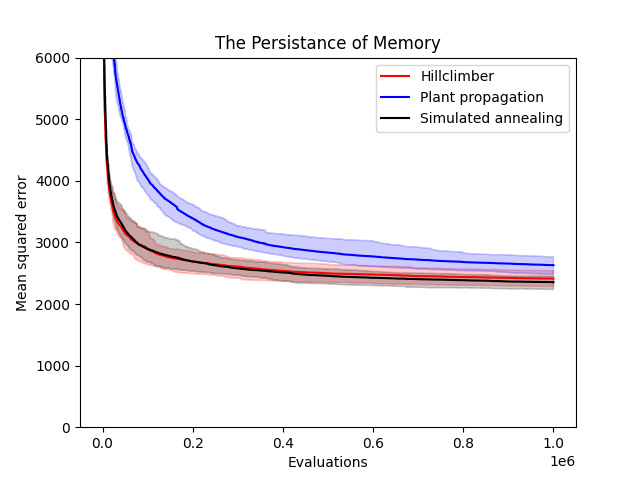 The Persistance of Memory
Hillclimber
Plant propagation
Simulated annealing
Mean squared error
6000
5000
4000
3000
2000
1000
0
0.0 0.2 0.4 0.6 0.8 1.0
1e6
Evaluations